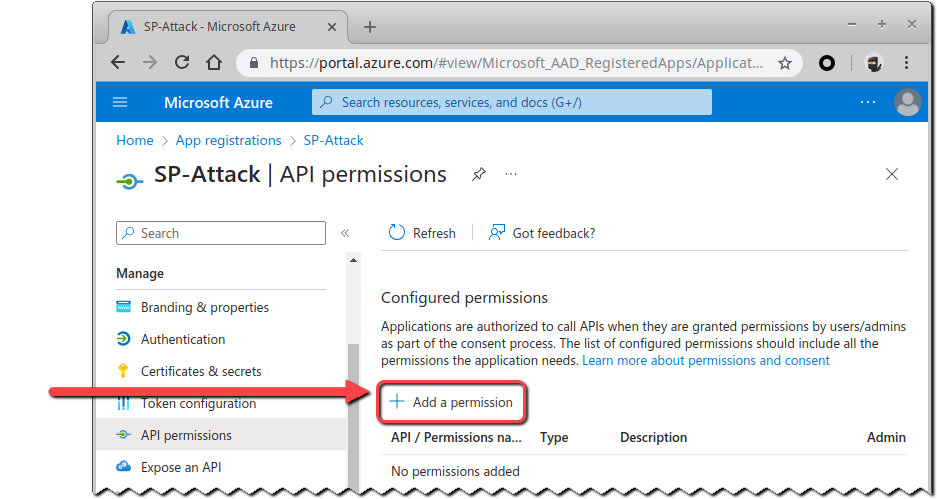 SP-Attack - Microsoft Azure
https://portal.azure.com/#view/Microsoft_AAD_RegisteredApps/Applicat...
Microsoft Azure
Search resources, services, and docs (G+/)
Home > App registrations > SP-Attack
SP-Attack | API permissions
Search
Manage
Branding & properties
Authentication
Certificates & secrets
Token configuration
API permissions
Expose an API
Refresh
Got feedback?
Configured permissions
Applications are authorized to call APIs when they are granted permissions by users/admins
as part of the consent process. The list of configured permissions should include all the
permissions the application needs. Learn more about permissions and consent
Add a permission
API / Permissions na... Type Description Admin
No permissions added